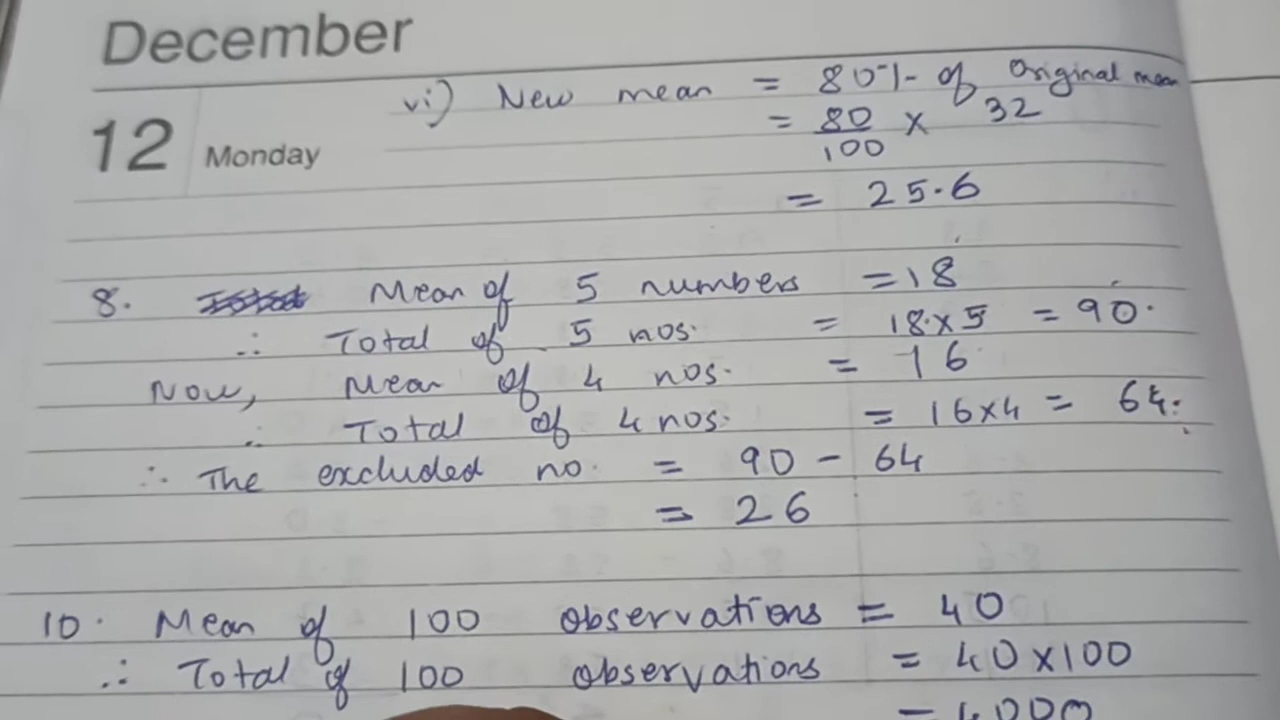 December
12 Monday
vi) New mean = 80% of Original mean
= 80/100 x 32
= 25.6
8. Mean of 5 numbers = 18
∴ Total of 5 nos. = 18x5 = 90.
Now, Mean of 4 nos. = 16
∴ Total of 4 nos. = 16x4 = 64.
∴ The excluded no. = 90 - 64
= 26
10. Mean of 100 observations = 40
∴ Total of 100 observations = 40x100
= 4000